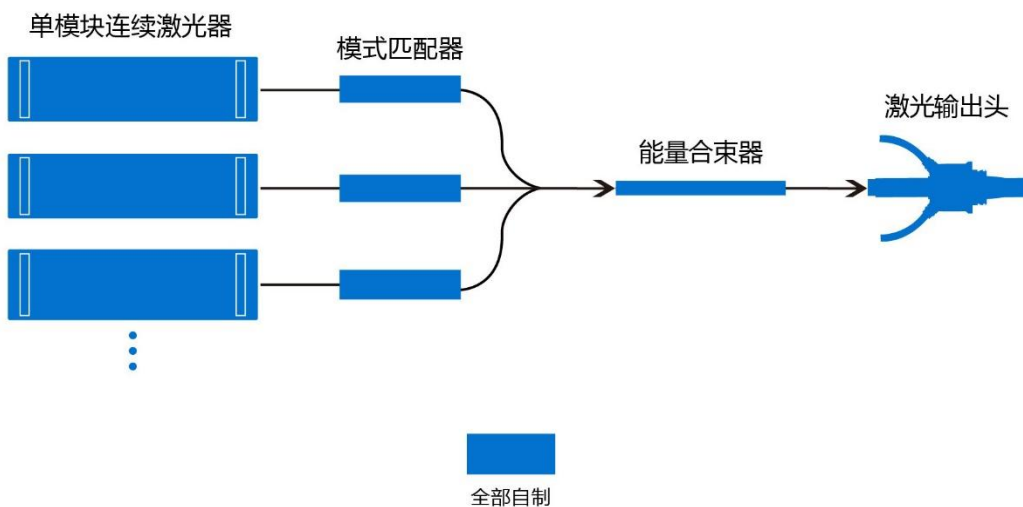 单模块连续激光器
模式匹配器
能量合束器
激光输出头
全部自制